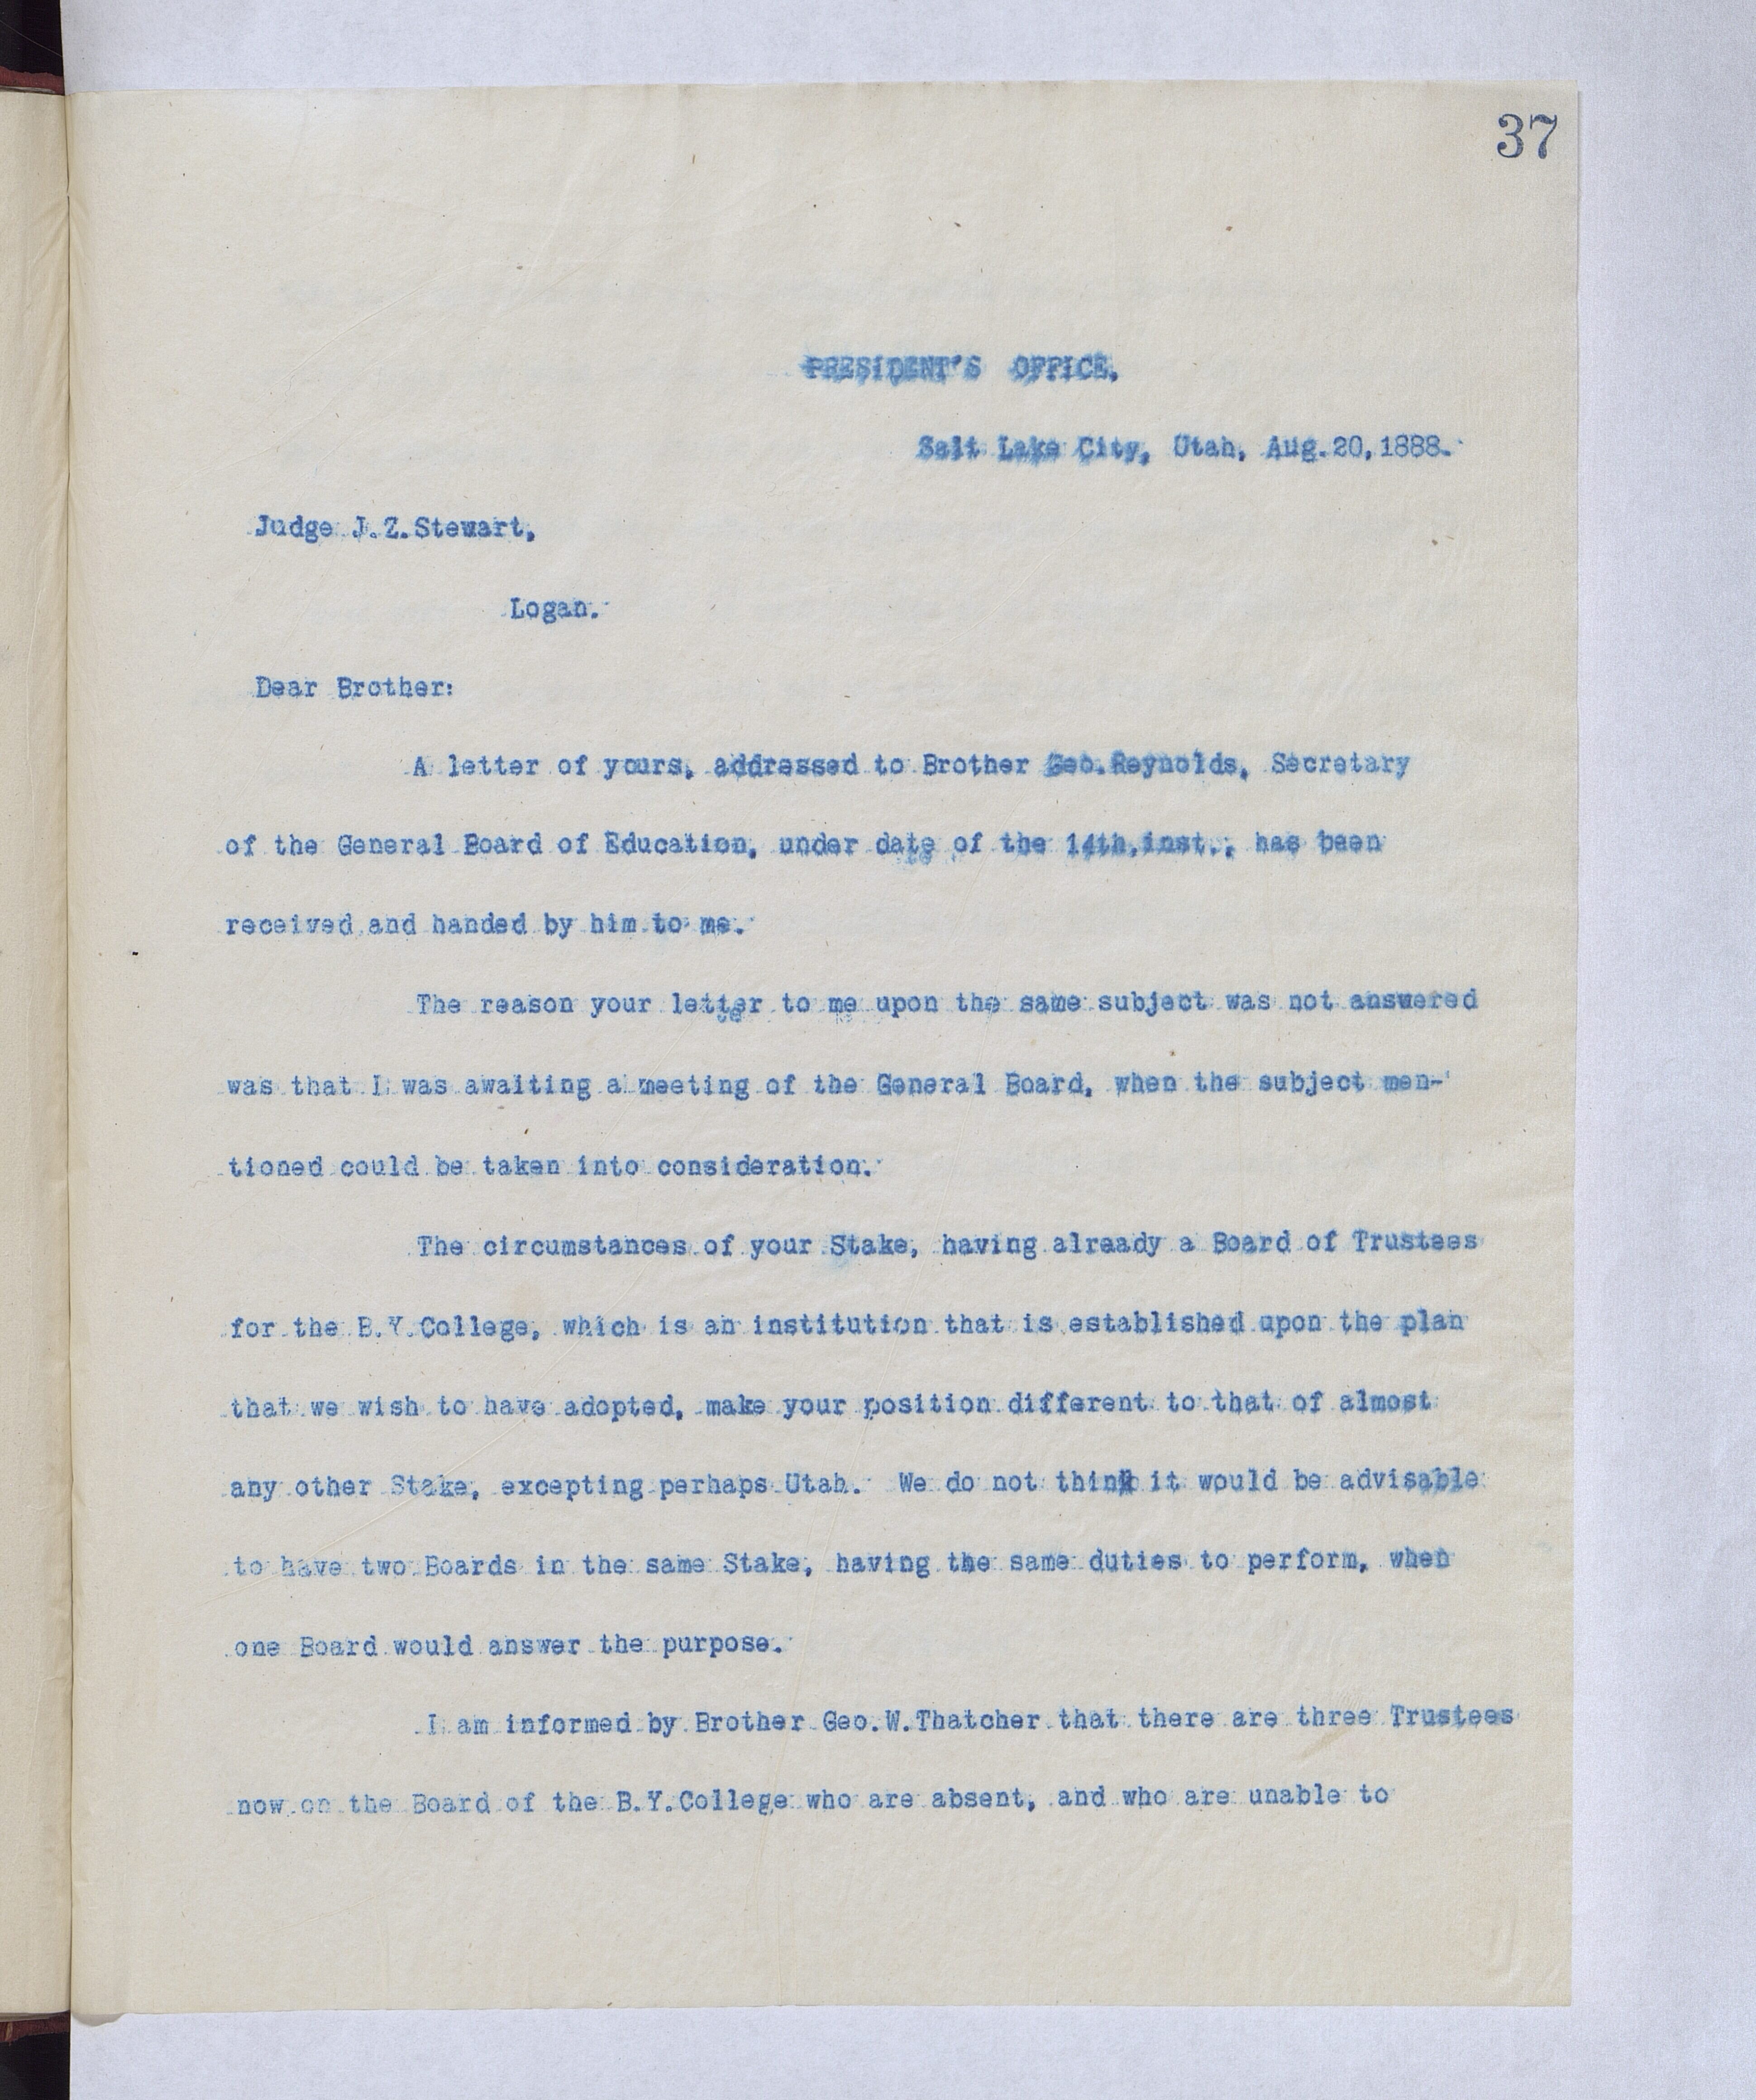 37
PRESIDENT'S OFFICE.
Salt Lake City, Utah, Aug.20,1888.
Judge J.Z.Stewart,
Logan.
Dear Brother:
A letter of yours, addressed to Brother Geo.Reynolds, Secretary
of the General Board of Education, under date of the 14th,inst., has been
received and handed by him to me.
The reason your letter to me upon the same subject was not answered
was that I was awaiting a meeting of the General Board, when the subject men-
tioned could be taken into consideration.
The circumstances of your Stake, having already a Board of Trustees
for the B.Y.College, which is an institution that is established upon the plan
that we wish to have adopted, make your position different to that of almost
any other Stake, excepting perhaps Utah. We do not think it would be advisable
to have two Boards in the same Stake, having the same duties to perform, when
one Board would answer the purpose.
I am informed by Brother Geo.W.Thatcher that there are three Trustees
now on the Board of the B.Y.College who are absent, and who are unable to